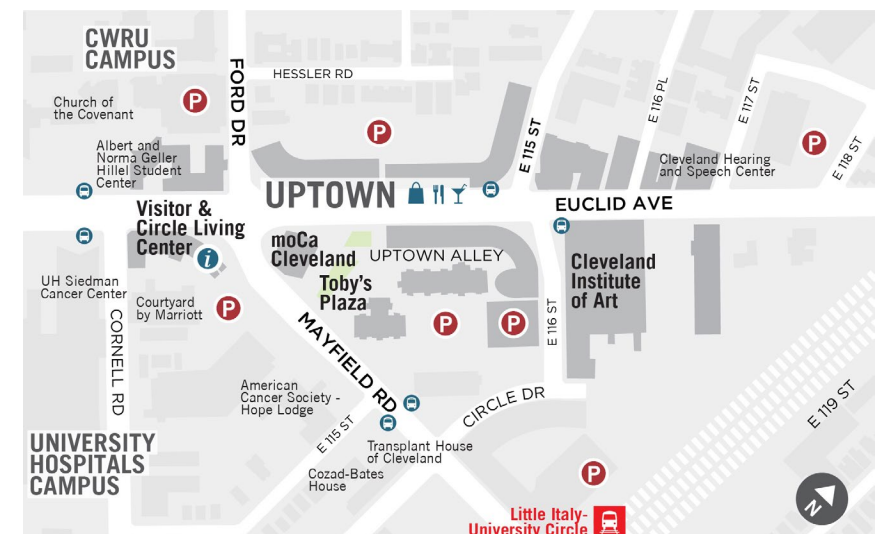 CWRU
CAMPUS
FORD DR
HESSLER RD
E 115 ST
E 116 PL
E 117 ST
E 118 ST
Church of
the Covenant
P
P
P
Albert and
Norma Geller
Hillel Student
Center
Cleveland Hearing
and Speech Center
UPTOWN
EUCLID AVE
Visitor &
Circle Living
Center
i
moCa
Cleveland
UPTOWN ALLEY
Toby's
Plaza
Cleveland
Institute
of Art
UH Siedman
Cancer Center
Courtyard
by Marriott
P
P
P
CORNELL RD
MAYFIELD RD
E 116 ST
American
Cancer Society -
Hope Lodge
CIRCLE DR
E 119 ST
E 115 ST
Transplant House
of Cleveland
Cozad-Bates
House
UNIVERSITY
HOSPITALS
CAMPUS
P
N
Little Italy-
University Circle